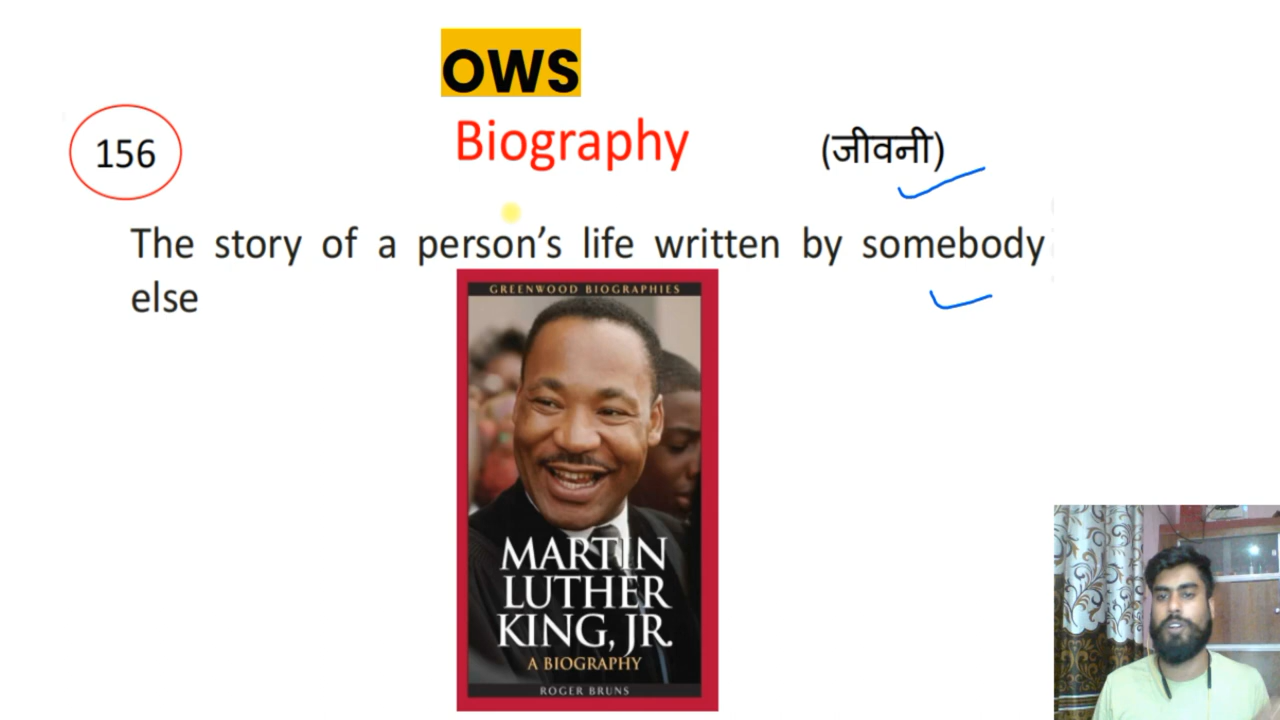 OWS
156
Biography
(जीवनी)
The story of a person’s life written by somebody
else
GREENWOOD BIOGRAPHIES
MARTIN
LUTHER
KING, JR.
A BIOGRAPHY
ROGER BRUNS